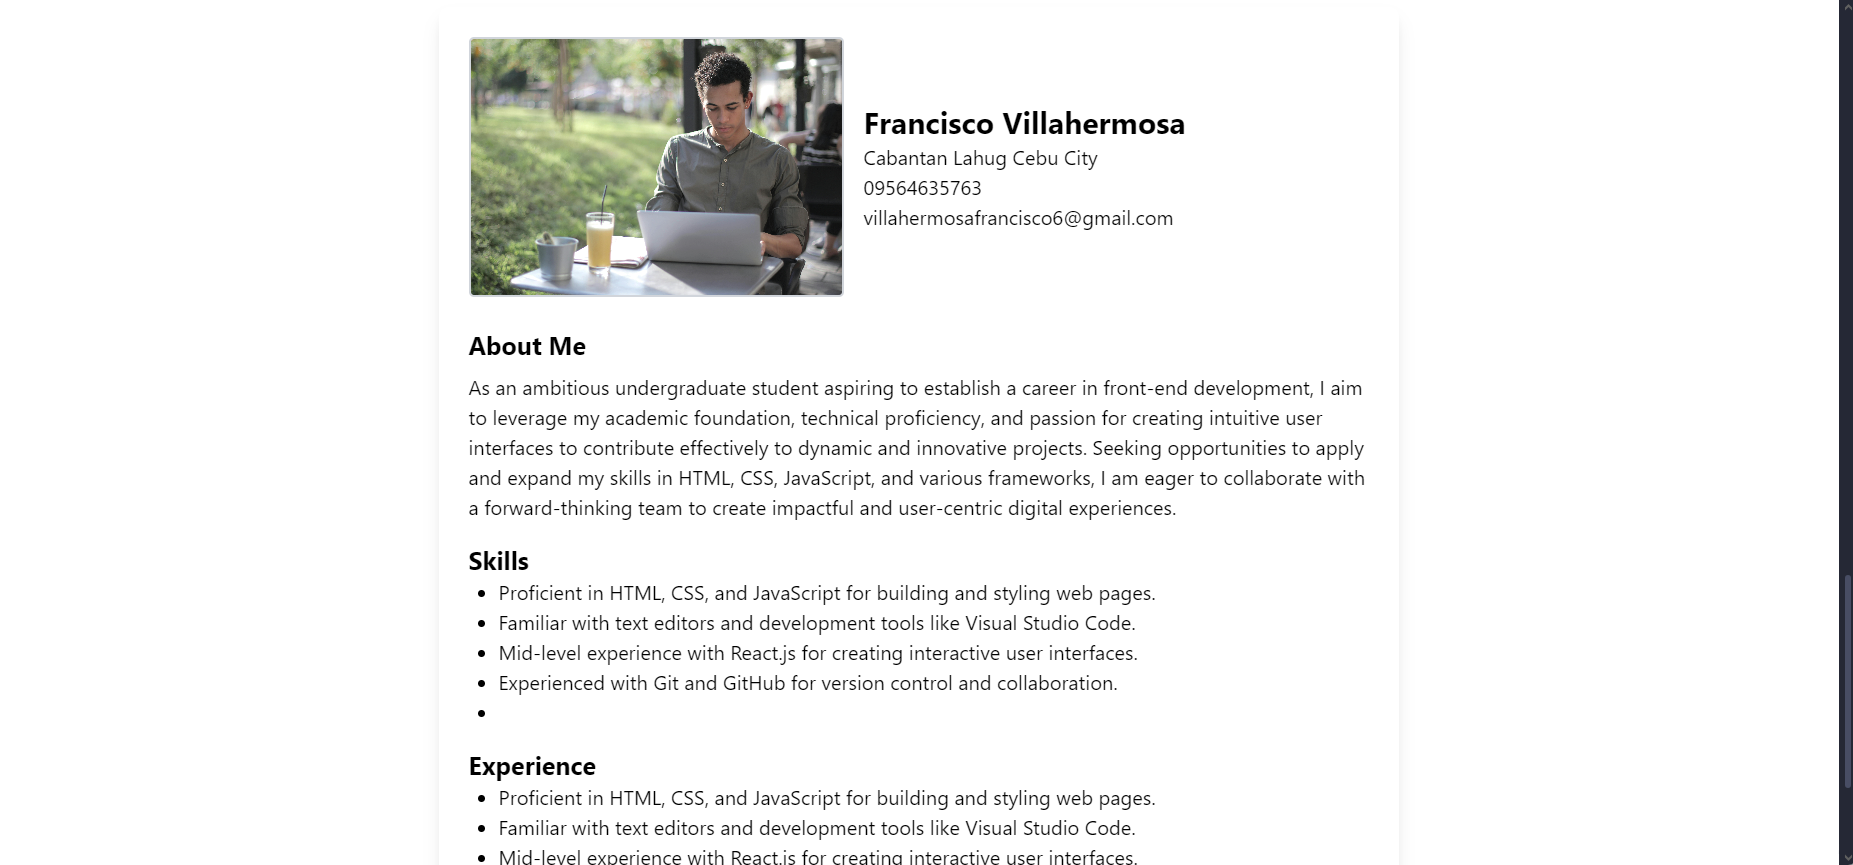 Francisco Villahermosa
Cabantan Lahug Cebu City
09564635763
villahermosafrancisco6@gmail.com
About Me
As an ambitious undergraduate student aspiring to establish a career in front-end development, I aim
to leverage my academic foundation, technical proficiency, and passion for creating intuitive user
interfaces to contribute effectively to dynamic and innovative projects. Seeking opportunities to apply
and expand my skills in HTML, CSS, JavaScript, and various frameworks, I am eager to collaborate with
a forward-thinking team to create impactful and user-centric digital experiences.
Skills
Proficient in HTML, CSS, and JavaScript for building and styling web pages.
Familiar with text editors and development tools like Visual Studio Code.
Mid-level experience with React.js for creating interactive user interfaces.
Experienced with Git and GitHub for version control and collaboration.
Experience
Proficient in HTML, CSS, and JavaScript for building and styling web pages.
Familiar with text editors and development tools like Visual Studio Code.
Mid-level experience with React.js for creating interactive user interfaces.